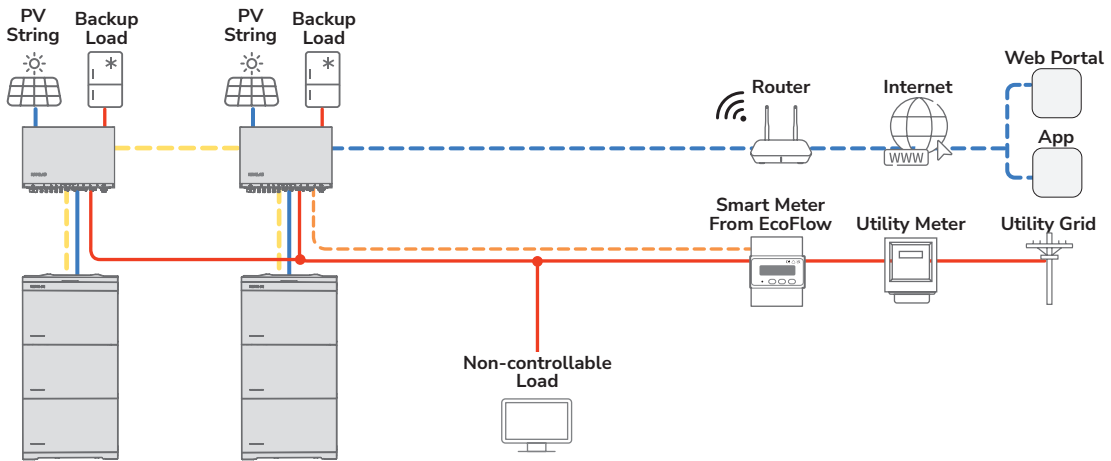 PV
String
Backup
Load
PV
String
Backup
Load
Router
Internet
Web Portal
App
WWW
Smart Meter
From EcoFlow
Utility Meter
Utility Grid
Non-controllable
Load